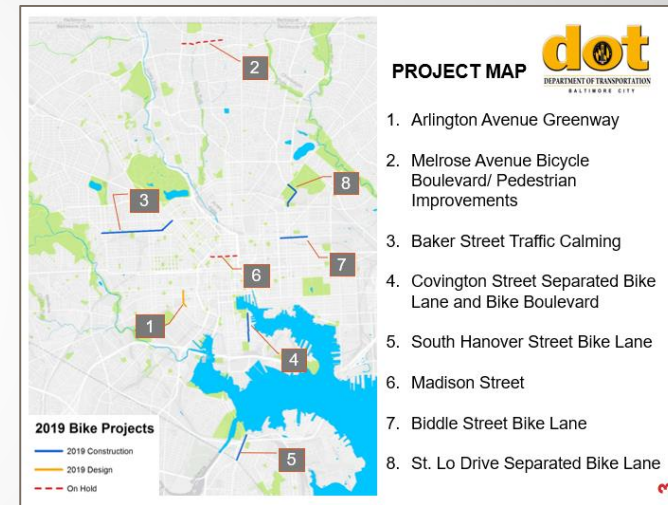 2
8
3
7
6
1
4
5
2019 Bike Projects
2019 Construction
2019 Design
On Hold
PROJECT MAP
dot
DEPARTMENT OF TRANSPORTATION
BALTIMORE CITY
1. Arlington Avenue Greenway
2. Melrose Avenue Bicycle
Boulevard/ Pedestrian
Improvements
3. Baker Street Traffic Calming
4. Covington Street Separated Bike
Lane and Bike Boulevard
5. South Hanover Street Bike Lane
6. Madison Street
7. Biddle Street Bike Lane
8. St. Lo Drive Separated Bike Lane
3